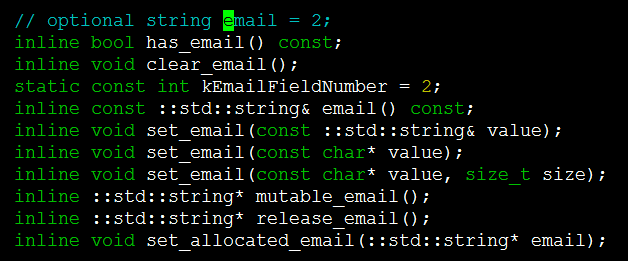 // optional string email = 2;
inline bool has_email() const;
inline void clear_email();
static const int kEmailFieldNumber = 2;
inline const ::std::string& email() const;
inline void set_email(const ::std::string& value);
inline void set_email(const char* value);
inline void set_email(const char* value, size_t size);
inline ::std::string* mutable_email();
inline ::std::string* release_email();
inline void set_allocated_email(::std::string* email);